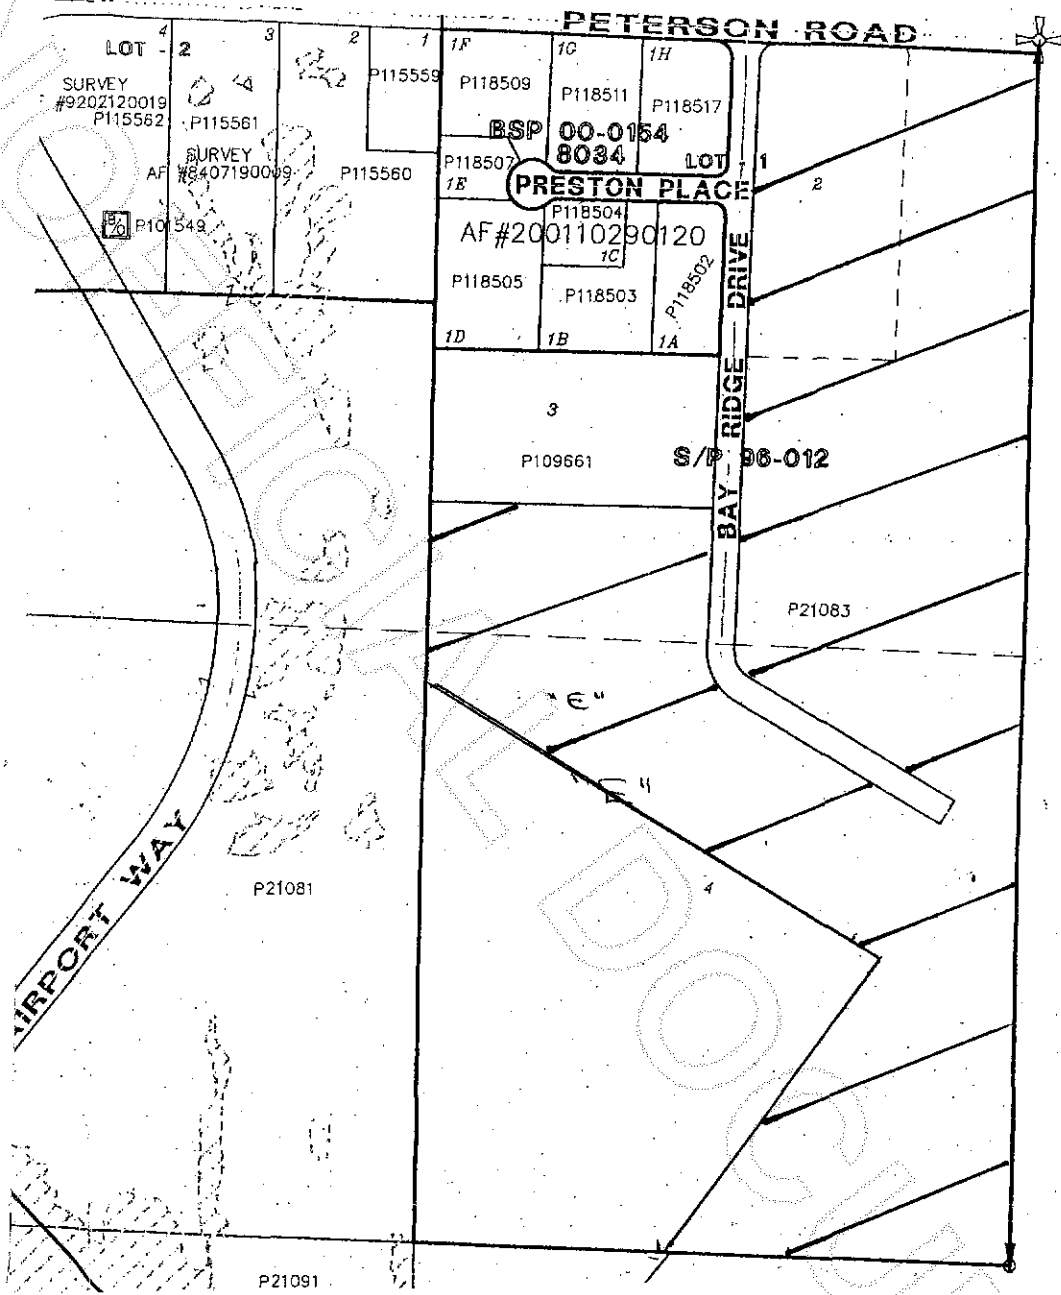 PETERSON ROAD
4
3
2
1
1F
1G
1H
LOT - 2
SURVEY
#9202120019
P115562
P115561
P115559
P118509
P118511
P118517
SURVEY
AF #8407190009
P115560
BSP 00-0154
8034
LOT 1
P118507
1E
PRESTON PLACE
2
P101549
P118504
AF#200110290120
1C
P118505
P118503
P118502
1D
1B
1A
BAY RIDGE DRIVE
3
P109661
S/P 96-012
P21083
"E"
"E"
4
AIRPORT WAY
P21081
P21091
UNOFFICIAL DOCUMENT